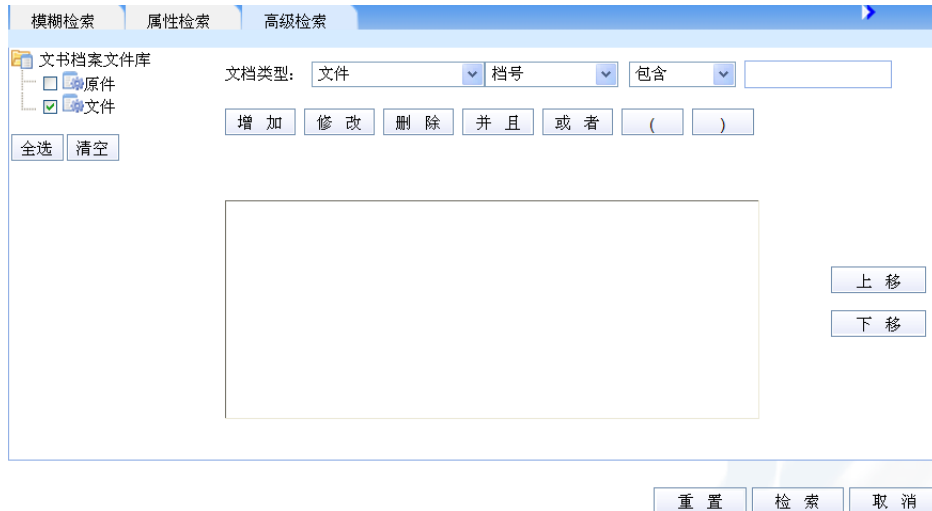 模糊检索 属性检索 高级检索
文书档案文件库
文档类型: 文件 档号 包含
原件
文件
增 加 修 改 删 除 并 且 或 者 ( )
全选 清空
上 移
下 移
重 置 检 索 取 消